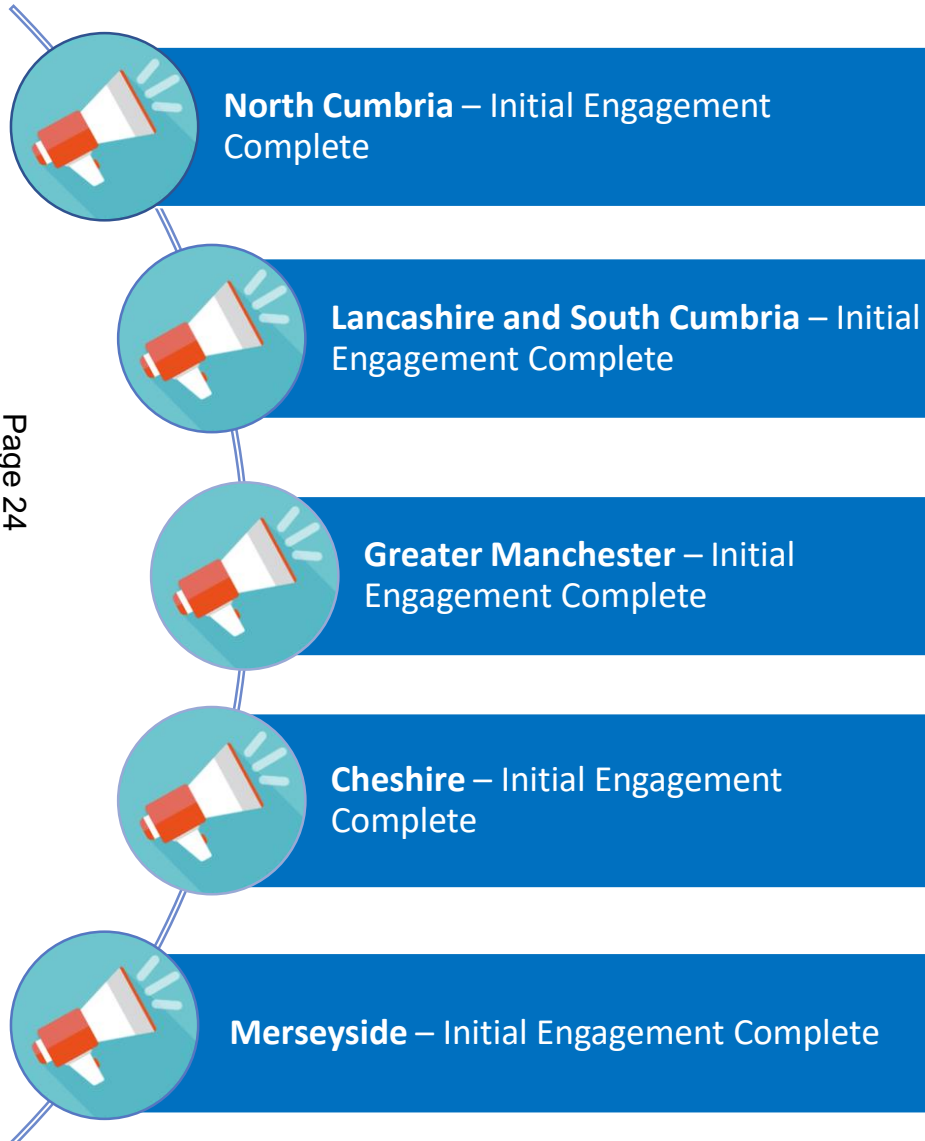 North Cumbria – Initial Engagement
Complete
Lancashire and South Cumbria – Initial
Engagement Complete
Page 24
Greater Manchester – Initial
Engagement Complete
Cheshire – Initial Engagement
Complete
Merseyside – Initial Engagement Complete